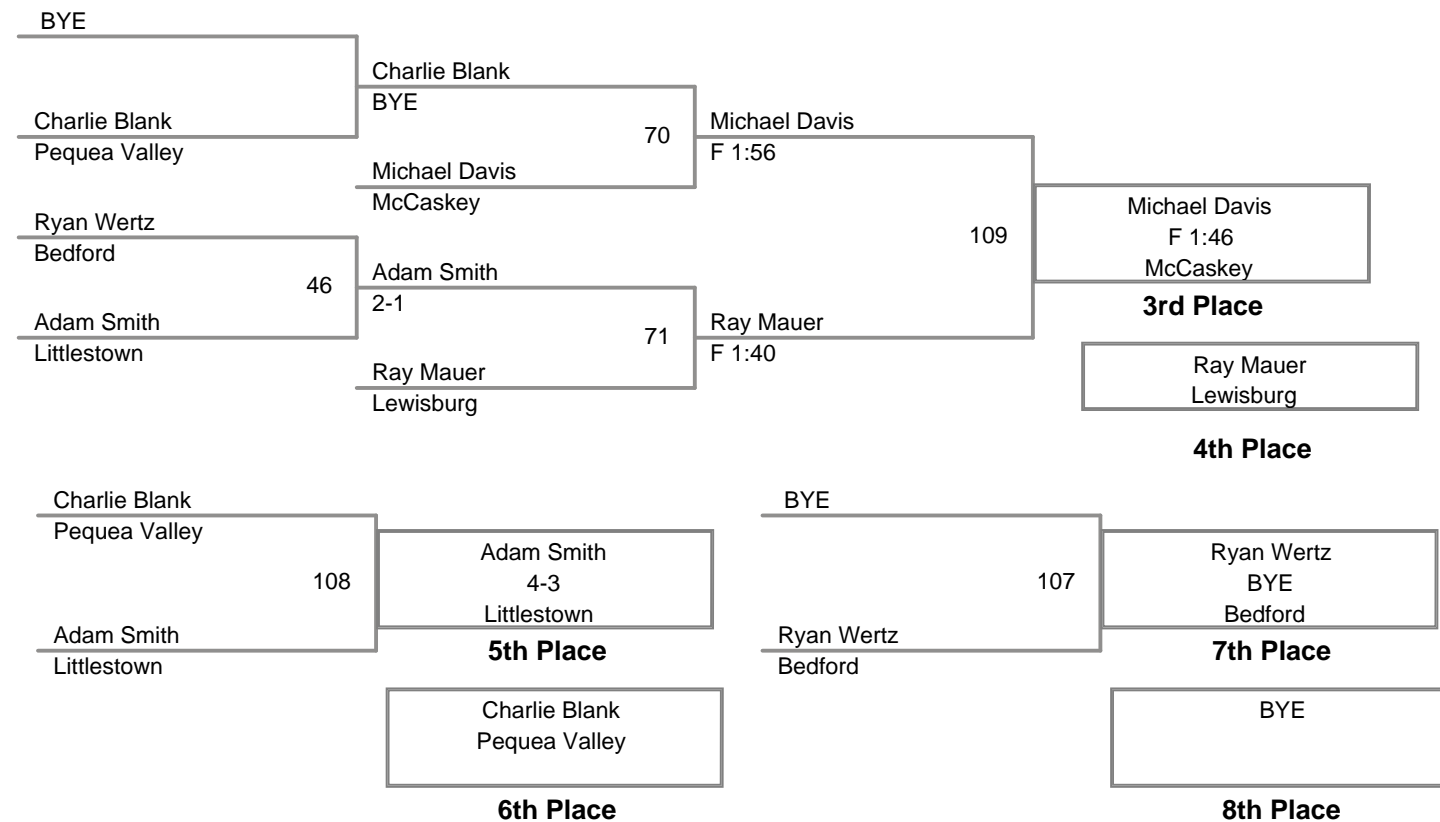 BYE
Charlie Blank
Pequea Valley
Ryan Wertz
Bedford
46
Adam Smith
Littlestown
Charlie Blank
BYE
70
Michael Davis
McCaskey
Adam Smith
2-1
71
Ray Mauer
Lewisburg
Michael Davis
F 1:56
109
Ray Mauer
F 1:40
Michael Davis
F 1:46
McCaskey
3rd Place
Ray Mauer
Lewisburg
4th Place
Charlie Blank
Pequea Valley
108
Adam Smith
Littlestown
Adam Smith
4-3
Littlestown
5th Place
Charlie Blank
Pequea Valley
6th Place
BYE
107
Ryan Wertz
Bedford
Ryan Wertz
BYE
Bedford
7th Place
BYE
8th Place